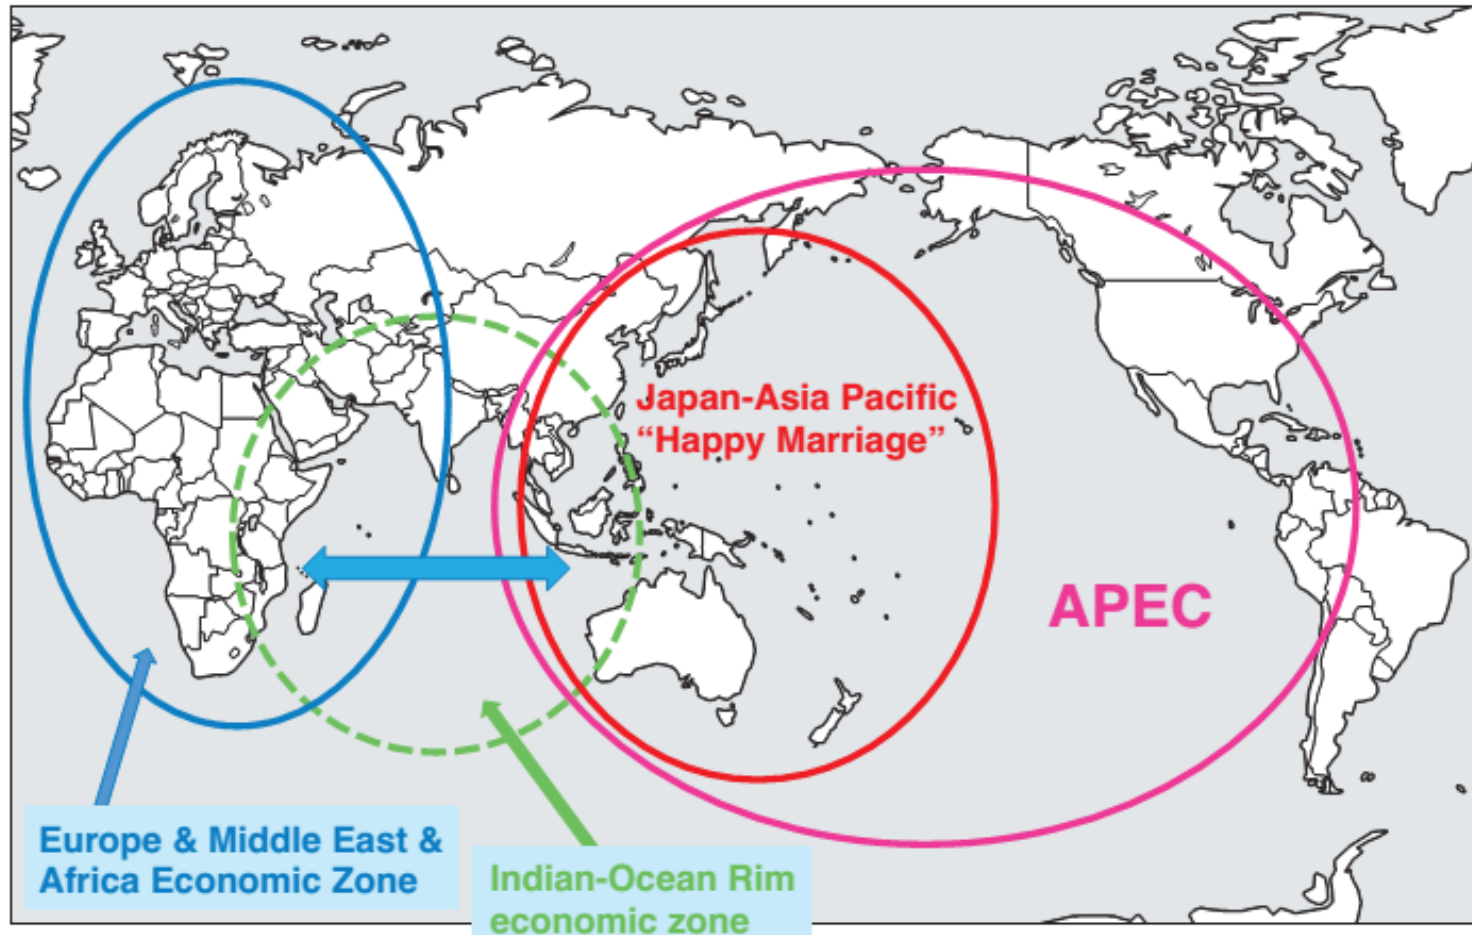 Japan-Asia Pacific
“Happy Marriage”
APEC
Europe & Middle East &
Africa Economic Zone
Indian-Ocean Rim
economic zone